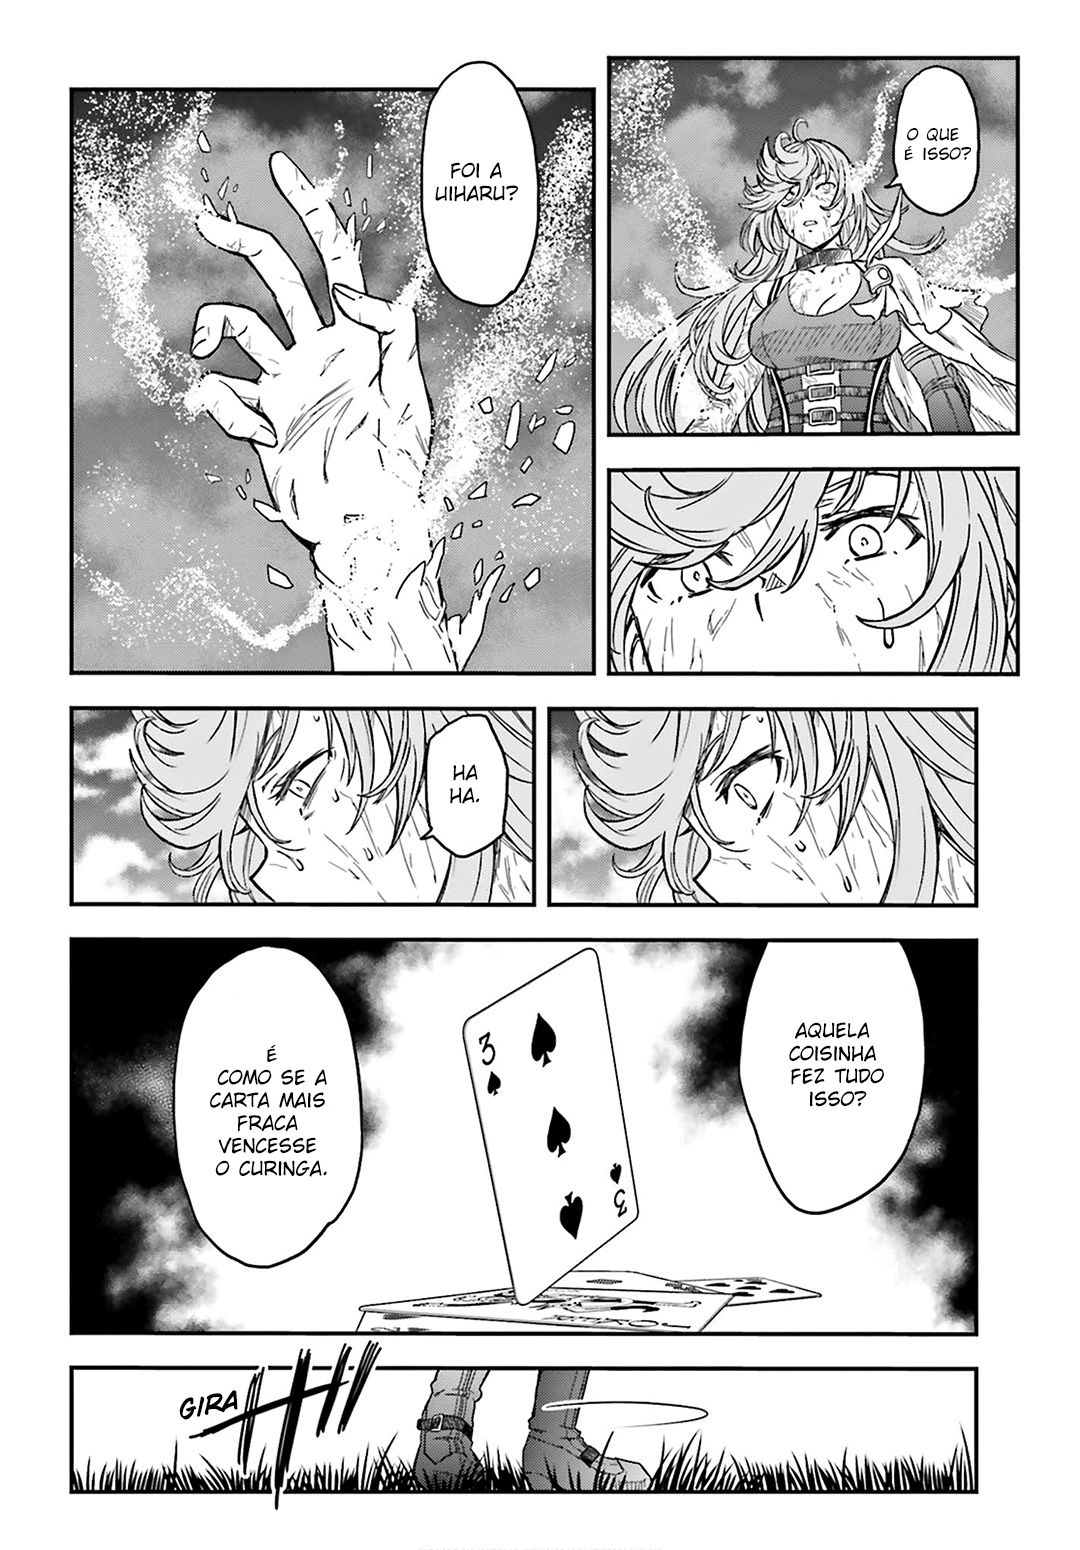 O QUE
É ISSO?
FOI A
UIHARU?
HA
HA.
AQUELA
COISINHA
FEZ TUDO
ISSO?
É
COMO SE A
CARTA MAIS
FRACA
VENCESSE
O CURINGA.
3
3
JOKER
GIRA